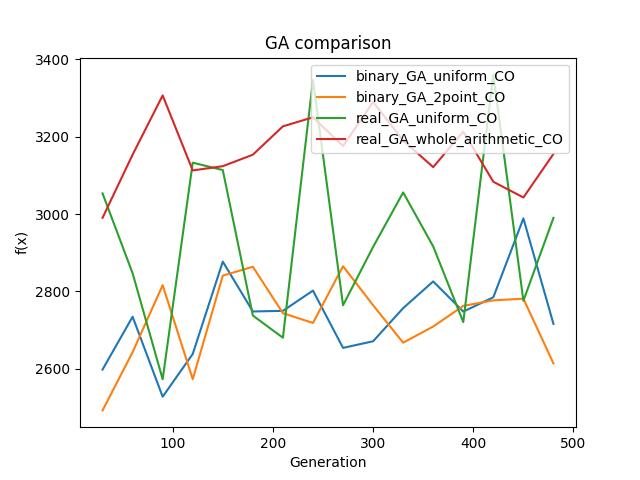 GA comparison
3400
3200
3000
2800
2600
f(x)
binary_GA_uniform_CO
binary_GA_2point_CO
real_GA_uniform_CO
real_GA_whole_arithmetic_CO
100
200
300
400
500
Generation